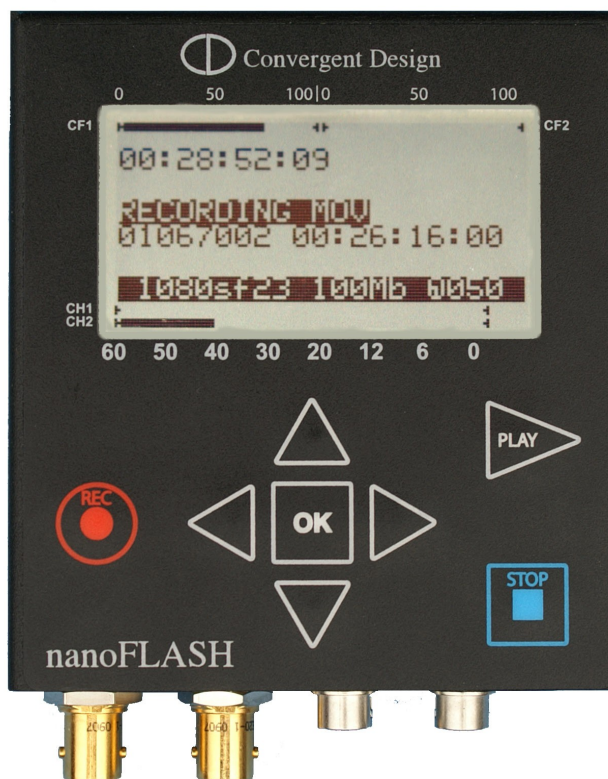 Convergent Design
0 50 100|0 50 100
CF1 CF2
00:28:52:09
RECORDING MOV
01067002 00:26:16:00
1080sf23 100Mb
CH1
CH2
60 50 40 30 20 12 6 0
PLAY
REC
OK
STOP
nanoFLASH